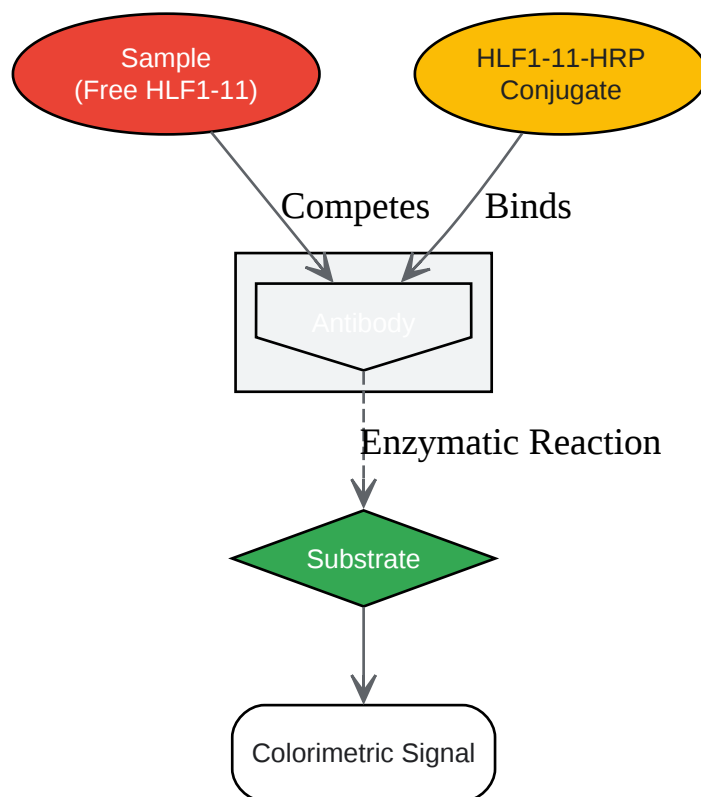 Sample
(Free HLF1-11)
HLF1-11-HRP
Conjugate
Competes
Binds
Antibody
Enzymatic Reaction
Substrate
Colorimetric Signal